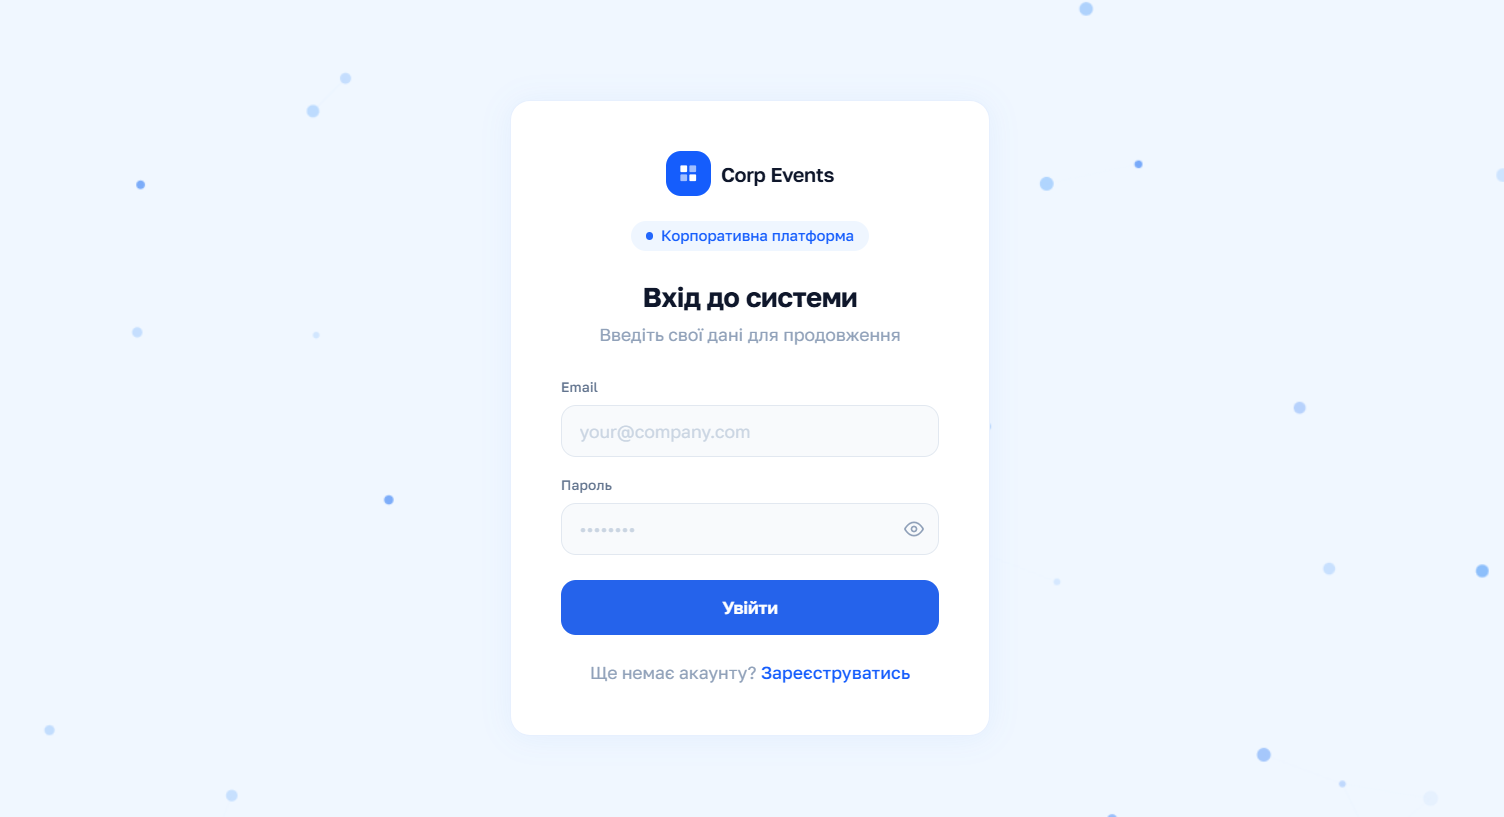 Corp Events
Корпоративна платформа
Вхід до системи
Введіть свої дані для продовження
Email
your@company.com
Пароль
••••••••
Увійти
Ще немає акаунту? Зареєструватись